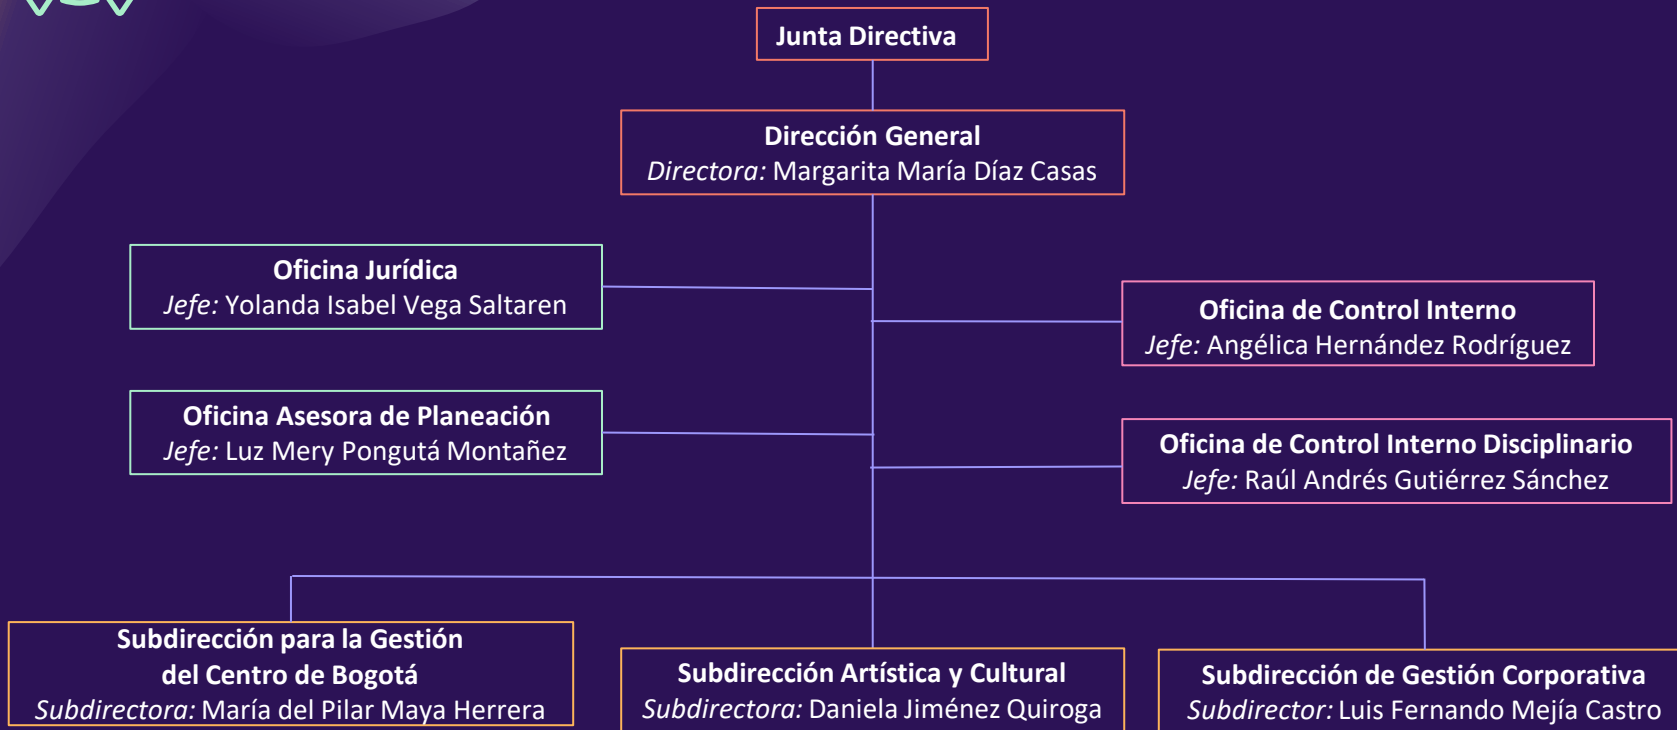 Junta Directiva
Dirección General
Directora: Margarita María Díaz Casas
Oficina Jurídica
Jefe: Yolanda Isabel Vega Saltaren
Oficina de Control Interno
Jefe: Angélica Hernández Rodríguez
Oficina Asesora de Planeación
Jefe: Luz Mery Pongutá Montañez
Oficina de Control Interno Disciplinario
Jefe: Raúl Andrés Gutiérrez Sánchez
Subdirección para la Gestión
del Centro de Bogotá
Subdirectora: María del Pilar Maya Herrera
Subdirección Artística y Cultural
Subdirectora: Daniela Jiménez Quiroga
Subdirección de Gestión Corporativa
Subdirector: Luis Fernando Mejía Castro